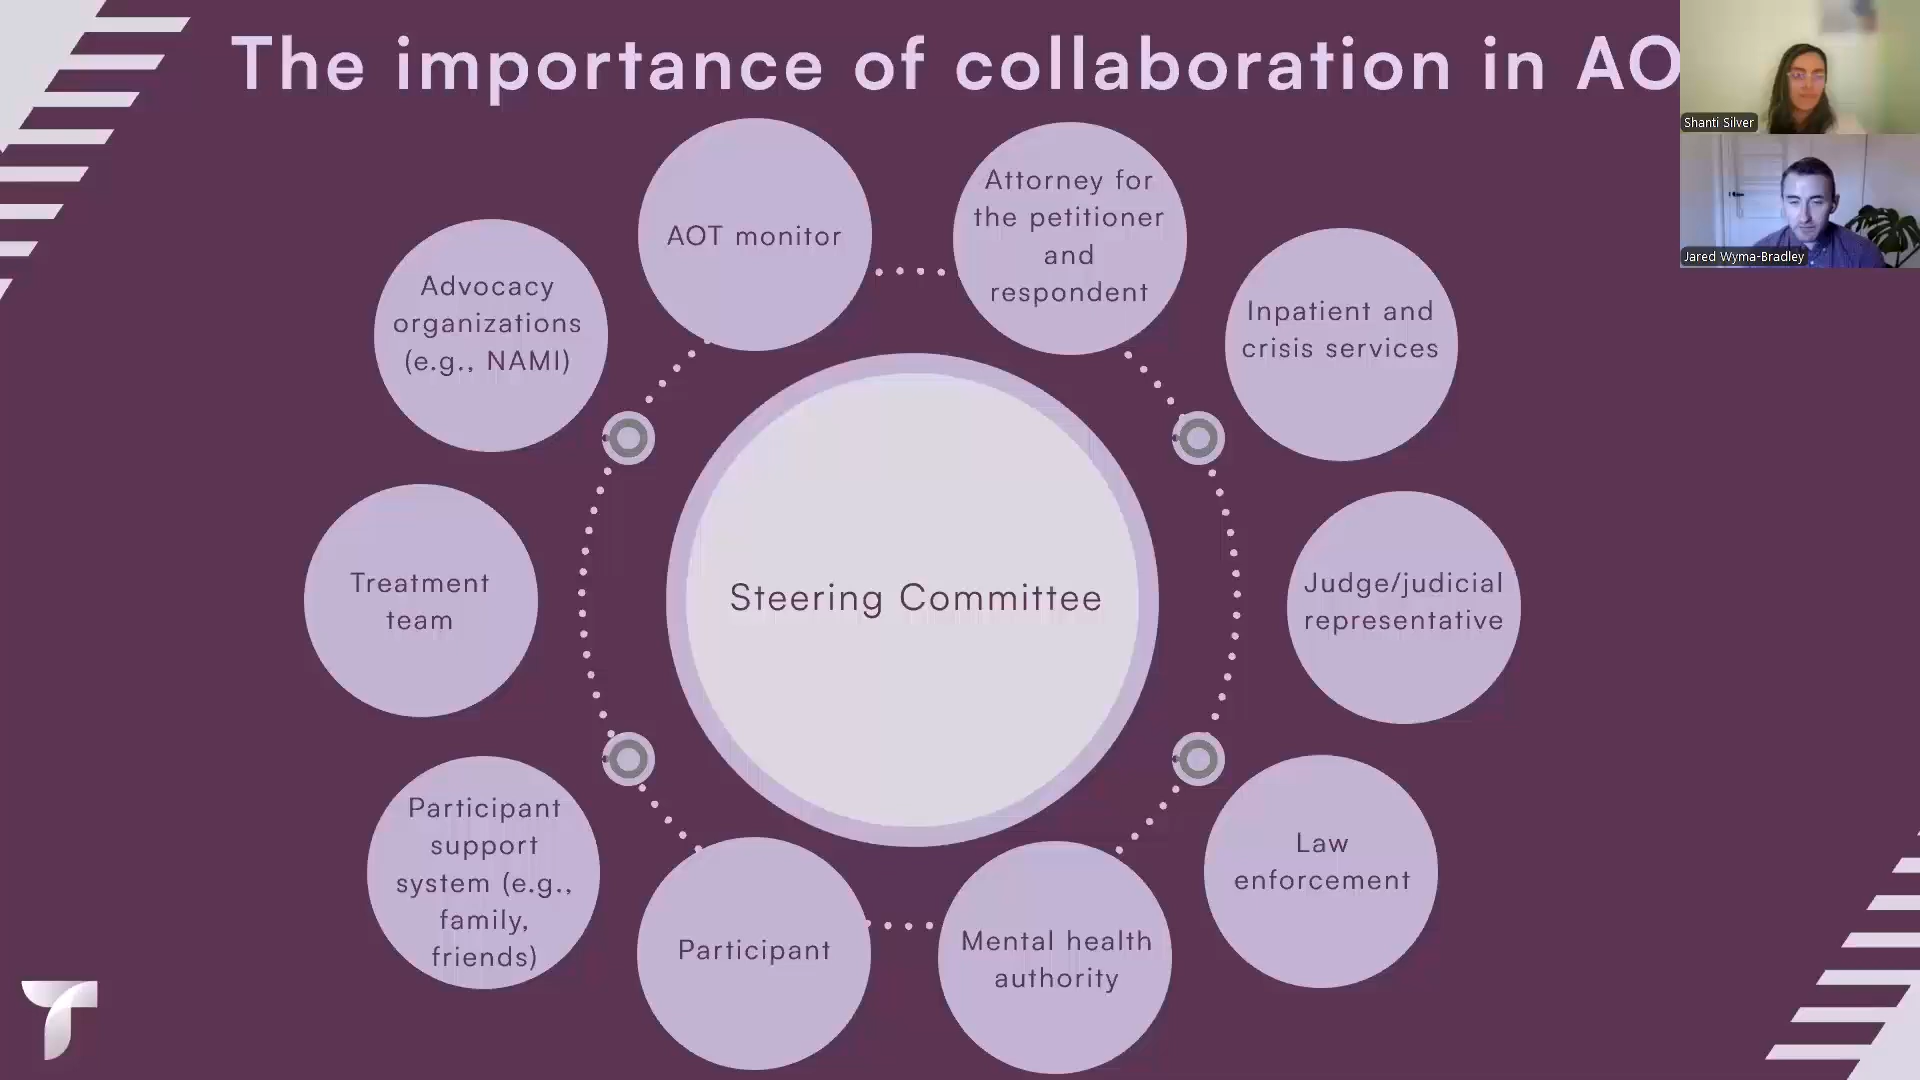 The importance of collaboration in AO
Shanti Silver
Jared Wyma-Bradley
AOT monitor
Attorney for
the petitioner
and
respondent
Advocacy
organizations
(e.g., NAMI)
Inpatient and
crisis services
Treatment
team
Steering Committee
Judge/judicial
representative
Participant
support
system (e.g.,
family,
friends)
Participant
Mental health
authority
Law
enforcement